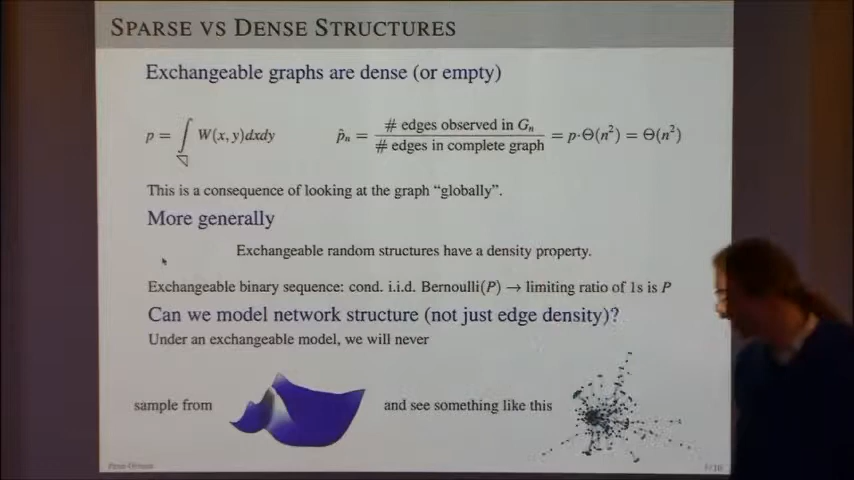 SPARSE VS DENSE STRUCTURES
Exchangeable graphs are dense (or empty)
p = ∫ W(x, y)dxdy p̂ₙ = # edges observed in Gₙ / # edges in complete graph = p·Θ(n²) = Θ(n²)
This is a consequence of looking at the graph “globally”.
More generally
Exchangeable random structures have a density property.
Exchangeable binary sequence: cond. i.i.d. Bernoulli(P) → limiting ratio of 1s is P
Can we model network structure (not just edge density)?
Under an exchangeable model, we will never
sample from and see something like this